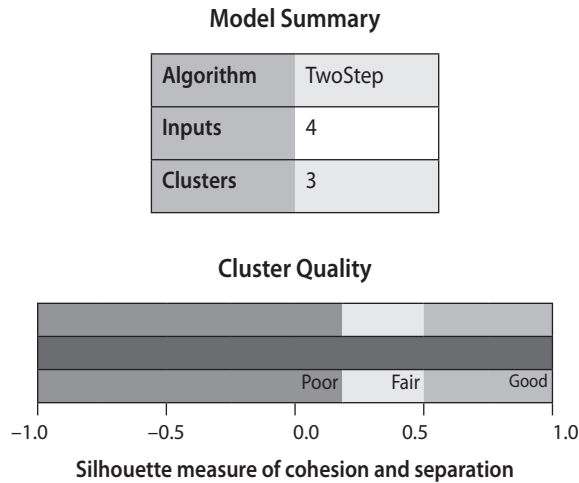 Model Summary
Algorithm TwoStep
Inputs 4
Clusters 3
Cluster Quality
Poor Fair Good
−1.0 −0.5 0.0 0.5 1.0
Silhouette measure of cohesion and separation